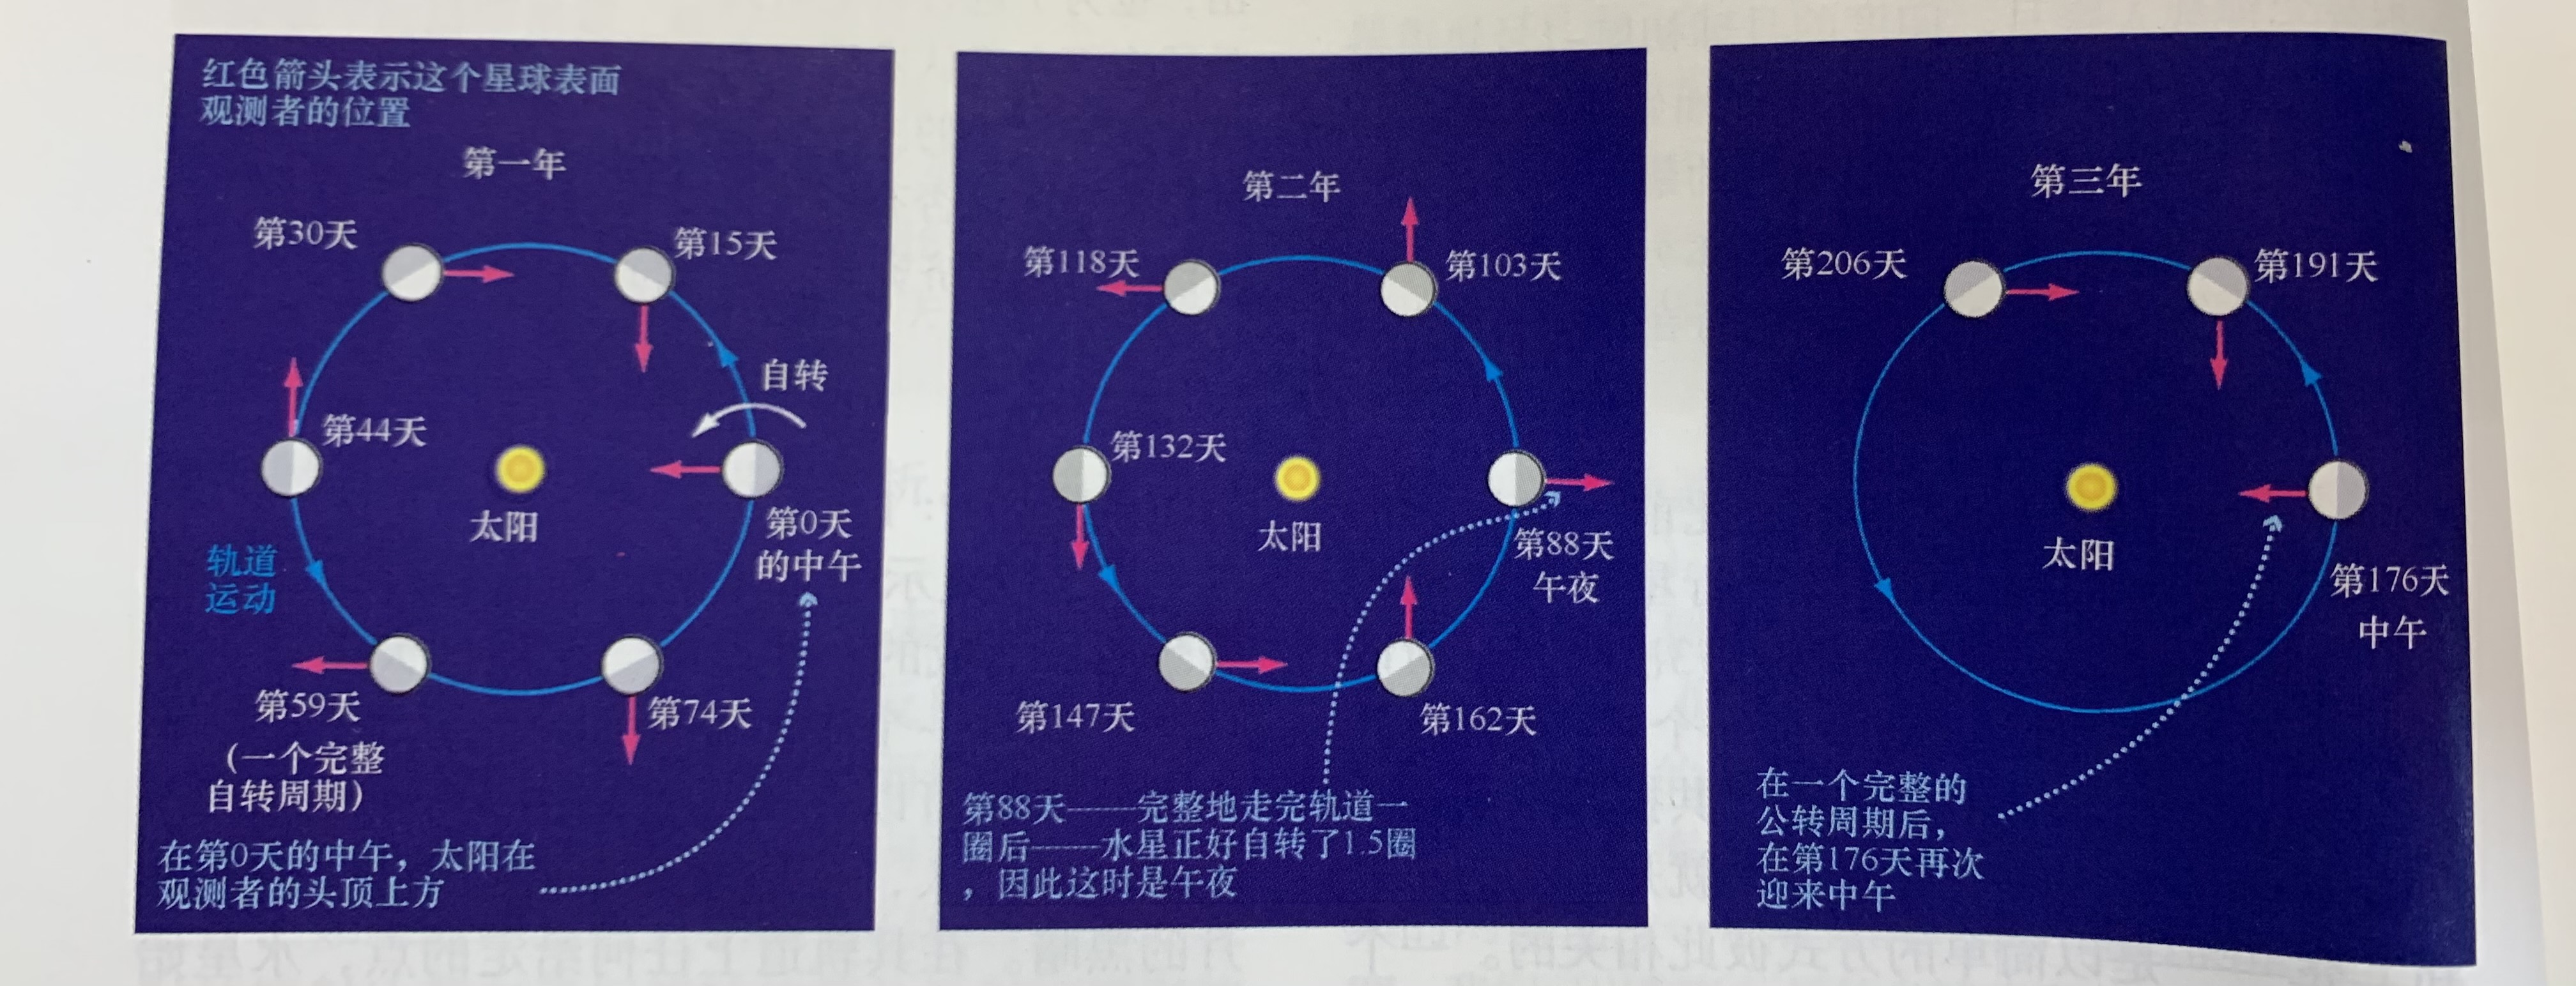 红色箭头表示这个星球表面
观测者的位置
第一年
第30天
第15天
自转
第44天
太阳
第0天
的中午
轨道
运动
第59天
(一个完整
自转周期)
第74天
在第0天的中午，太阳在
观测者的头顶上方
第二年
第118天
第103天
第132天
太阳
第88天
午夜
第147天
第162天
第88天——完整地走完轨道一
圈后——水星正好自转了1.5圈
，因此这时是午夜
第三年
第206天
第191天
太阳
第176天
中午
在一个完整的
公转周期后，
在第176天再次
迎来中午